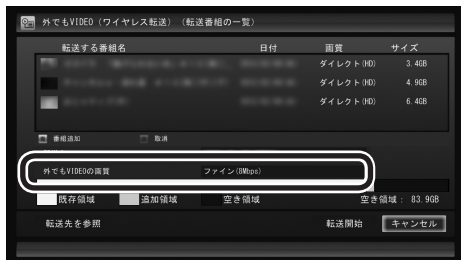 外でもVIDEO（ワイヤレス転送）（転送番組の一覧）
転送する番組名 日付 画質 サイズ
ダイレクト(HD) 3.4GB
ダイレクト(HD) 4.9GB
ダイレクト(HD) 6.4GB
番組追加 取消
外でもVIDEOの画質 ファイン(8Mbps)
既存領域 追加領域 空き領域 空き領域： 83.9GB
転送先を参照 転送開始 キャンセル